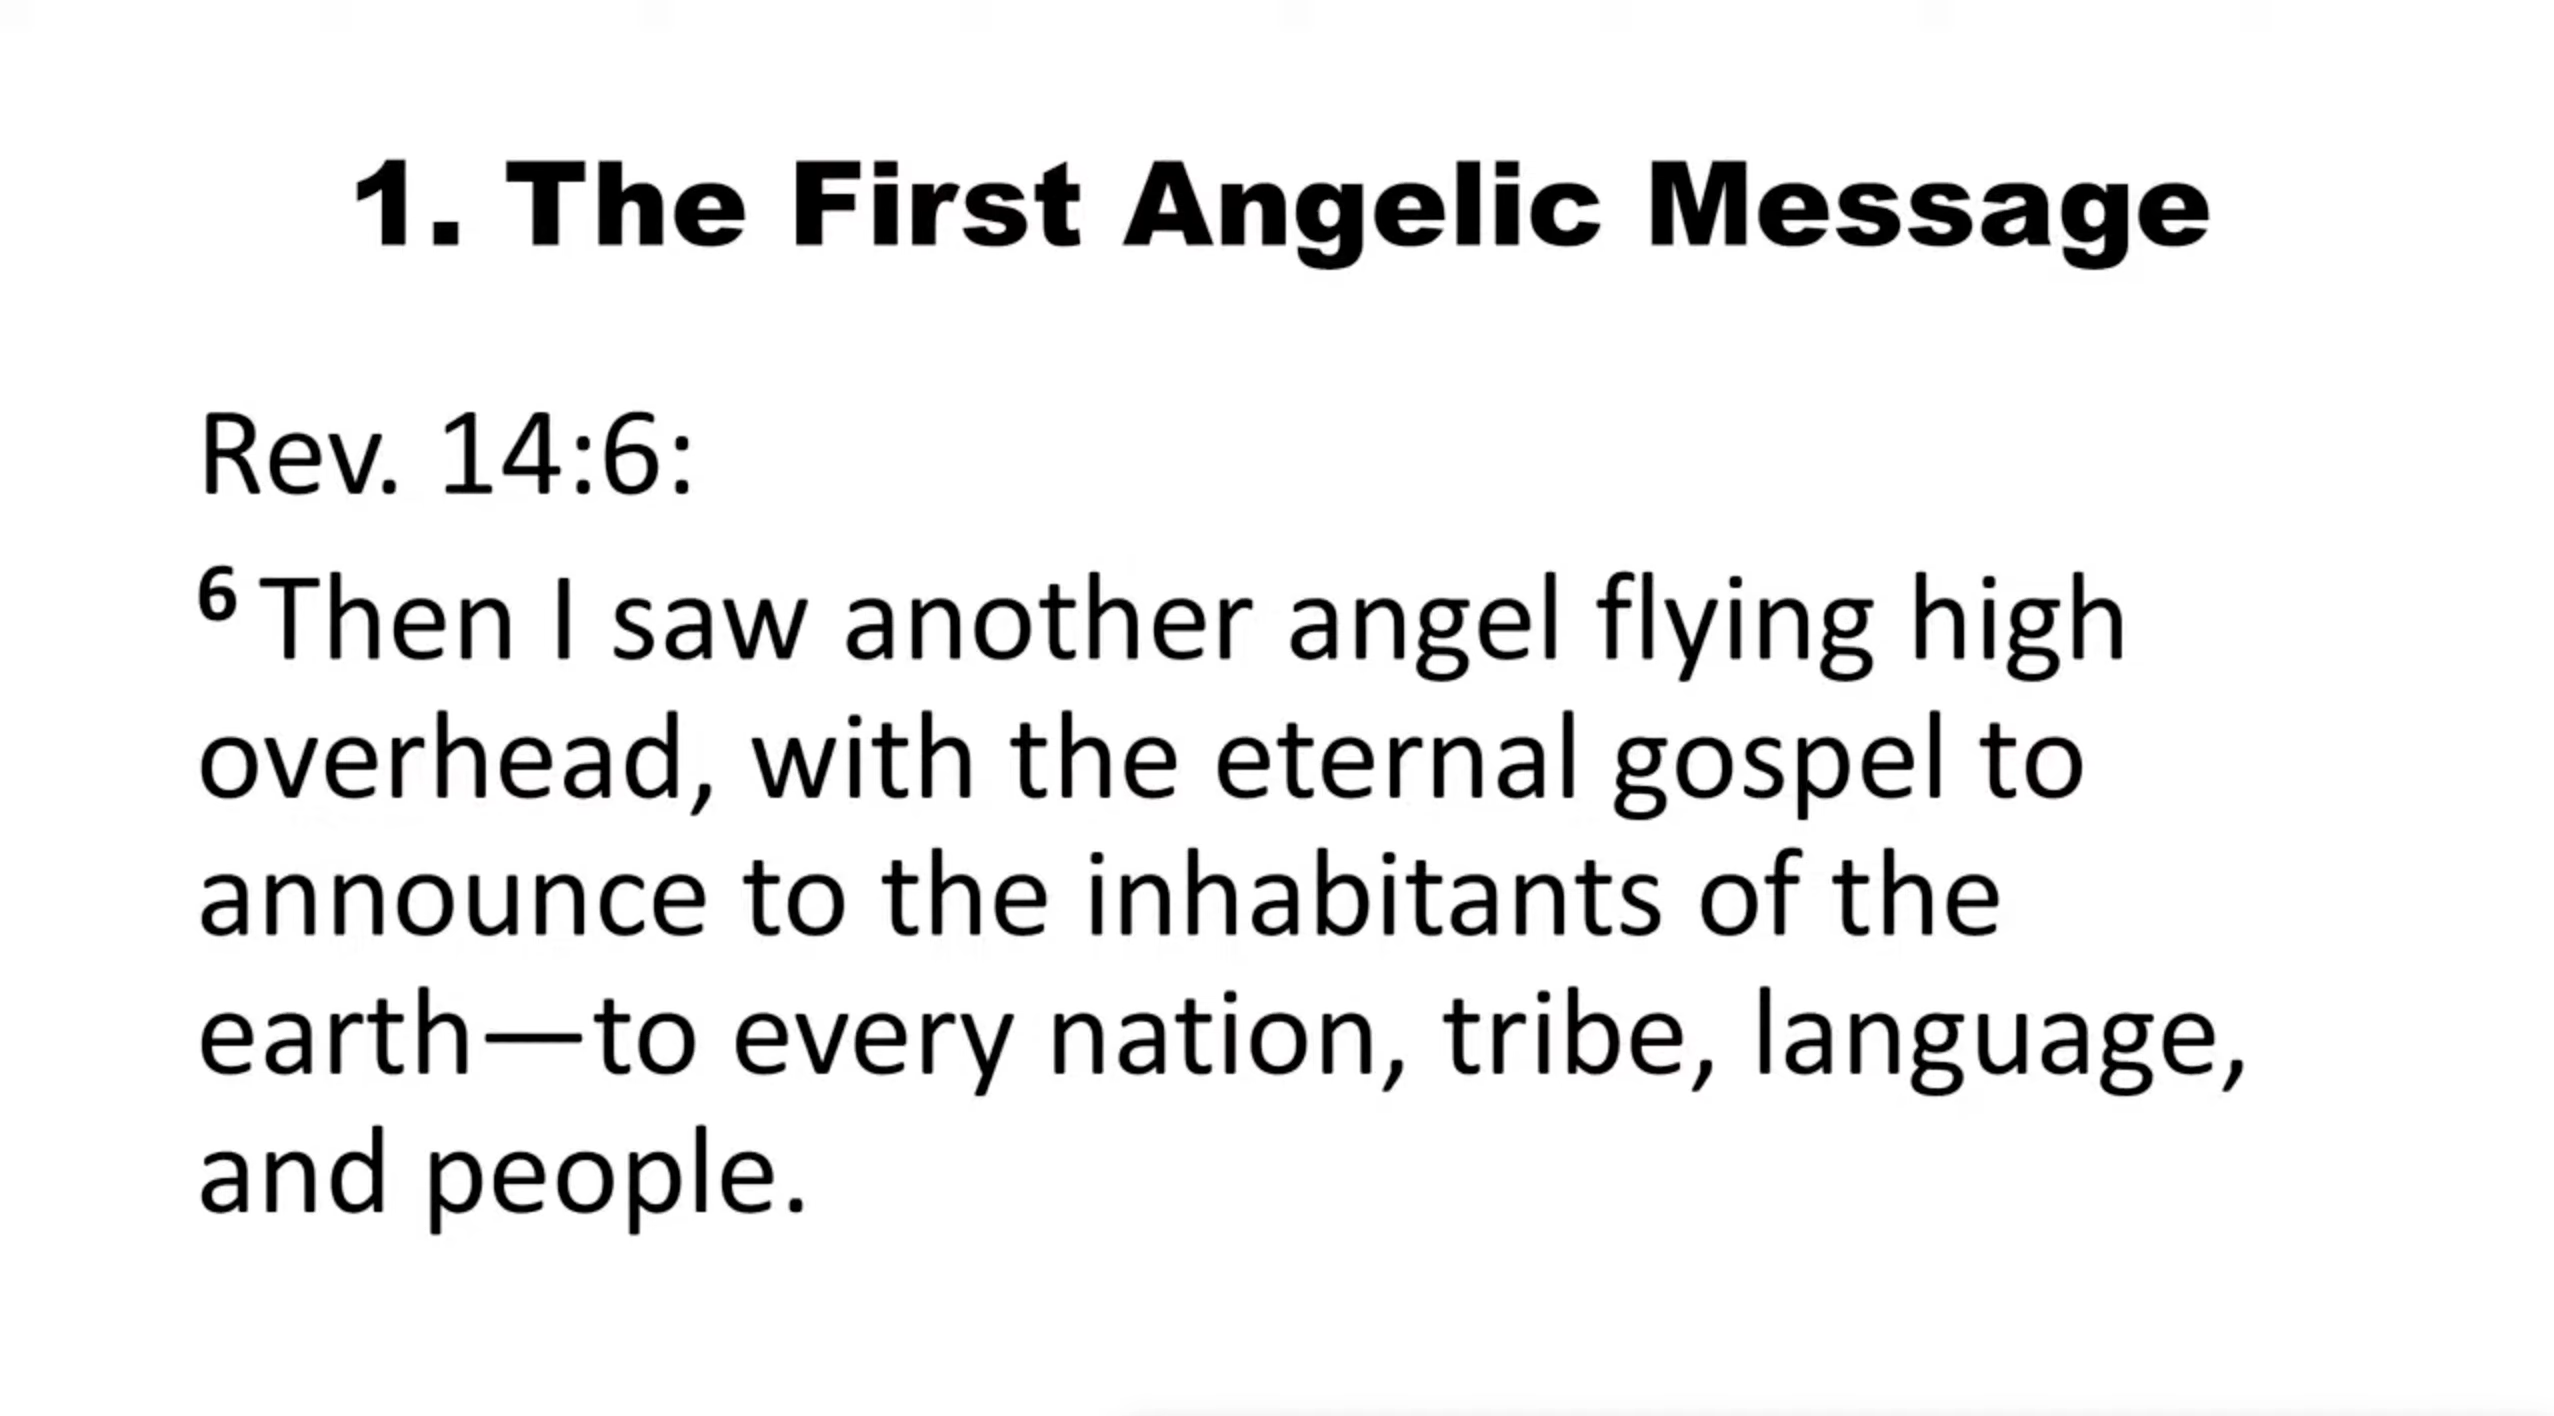 1. The First Angelic Message
Rev. 14:6:
6 Then I saw another angel flying high
overhead, with the eternal gospel to
announce to the inhabitants of the
earth—to every nation, tribe, language,
and people.